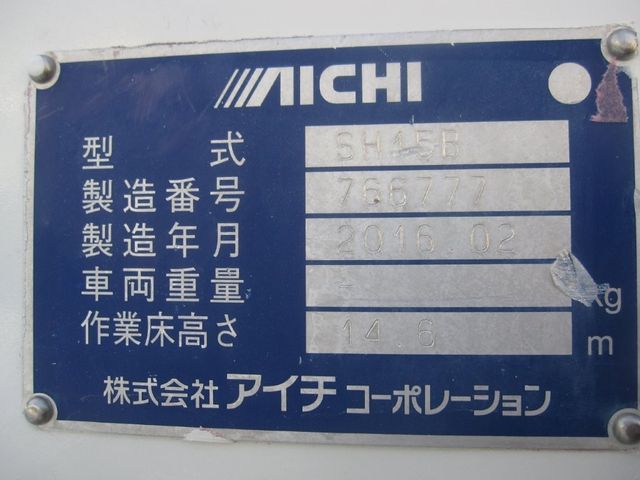 AICHI
型式 SH15B
製造番号 766777
製造年月 2016.02
車両重量 - kg
作業床高さ 14.6 m
株式会社アイチコーポレーション